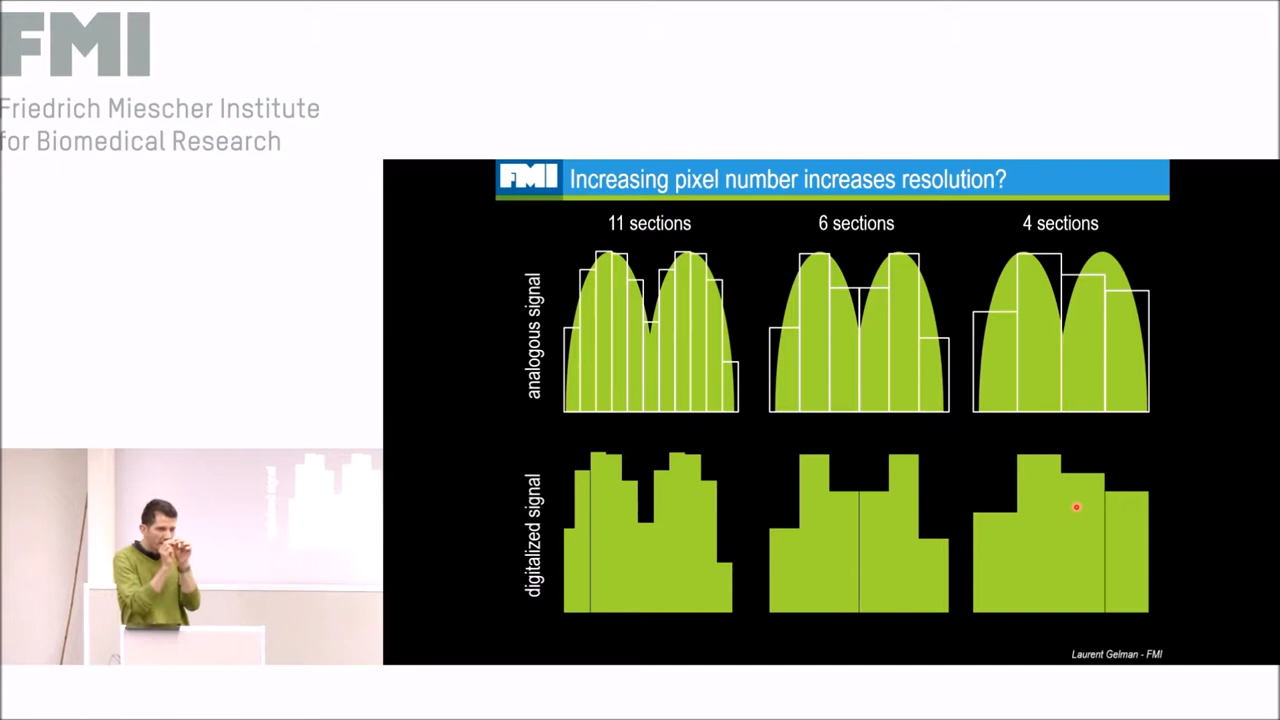 FMI
Friedrich Miescher Institute
for Biomedical Research
FMI Increasing pixel number increases resolution?
11 sections
6 sections
4 sections
analogous signal
digitalized signal
Laurent Gelman - FMI